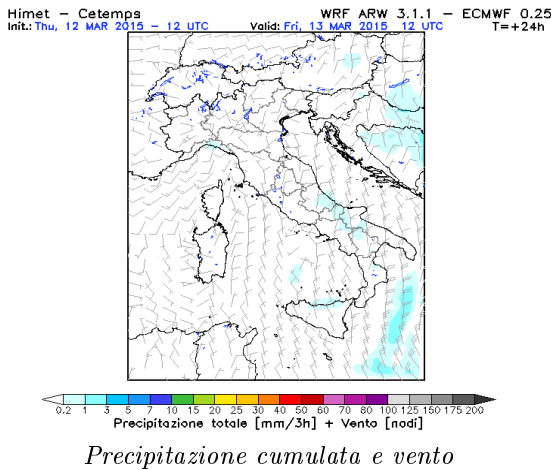 Himet - Cetemps WRF ARW 3.1.1 - ECMWF 0.25
Init.: Thu, 12 MAR 2015 - 12 UTC Valid: Fri, 13 MAR 2015 12 UTC T=+24h
0.2 1 3 5 7 10 15 20 25 30 40 50 60 70 80 100 125 150 175 200
Precipitazione totale [mm/3h] + Vento [nodi]
Precipitazione cumulata e vento